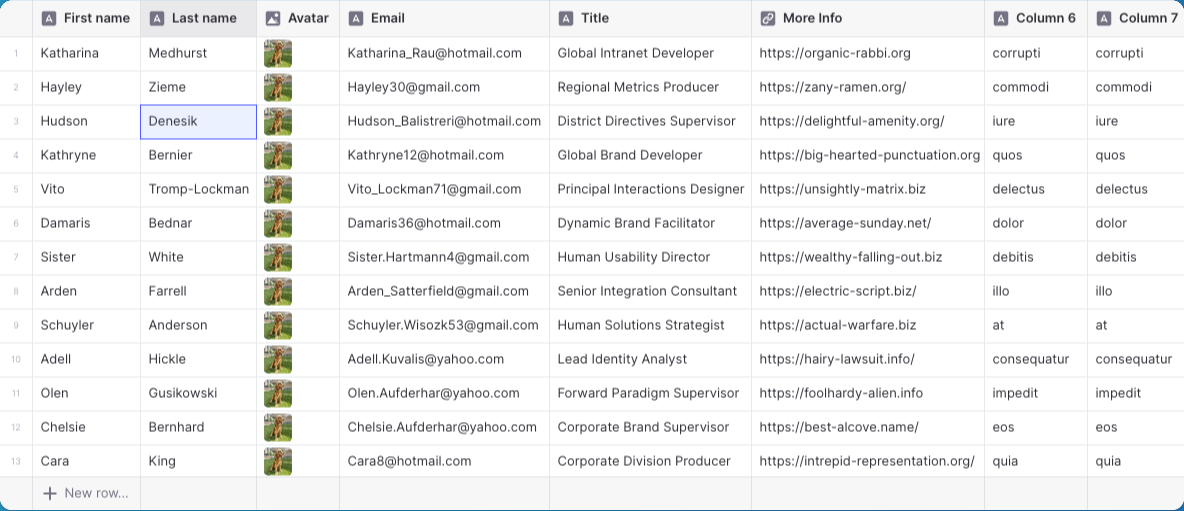 First name Last name Avatar Email Title More Info Column 6 Column 7
1 Katharina Medhurst Katharina_Rau@hotmail.com Global Intranet Developer https://organic-rabbi.org corrupti corrupti
2 Hayley Zieme Hayley30@gmail.com Regional Metrics Producer https://zany-ramen.org/ commodi commodi
3 Hudson Denesik Hudson_Balistreri@hotmail.com District Directives Supervisor https://delightful-amenity.org/ iure iure
4 Kathryne Bernier Kathryne12@hotmail.com Global Brand Developer https://big-hearted-punctuation.org quos quos
5 Vito Tromp-Lockman Vito_Lockman71@gmail.com Principal Interactions Designer https://unsightly-matrix.biz delectus delectus
6 Damaris Bednar Damaris36@hotmail.com Dynamic Brand Facilitator https://average-sunday.net/ dolor dolor
7 Sister White Sister.Hartmann4@gmail.com Human Usability Director https://wealthy-falling-out.biz debitis debitis
8 Arden Farrell Arden_Satterfield@gmail.com Senior Integration Consultant https://electric-script.biz/ illo illo
9 Schuyler Anderson Schuyler.Wisozk53@gmail.com Human Solutions Strategist https://actual-warfare.biz at at
10 Adell Hickle Adell.Kuvalis@yahoo.com Lead Identity Analyst https://hairy-lawsuit.info/ consequatur consequatur
11 Olen Gusikowski Olen.Aufderhar@yahoo.com Forward Paradigm Supervisor https://foolhardy-alien.info impedit impedit
12 Chelsie Bernhard Chelsie.Aufderhar@yahoo.com Corporate Brand Supervisor https://best-alcove.name/ eos eos
13 Cara King Cara8@hotmail.com Corporate Division Producer https://intrepid-representation.org/ quia quia
New row...